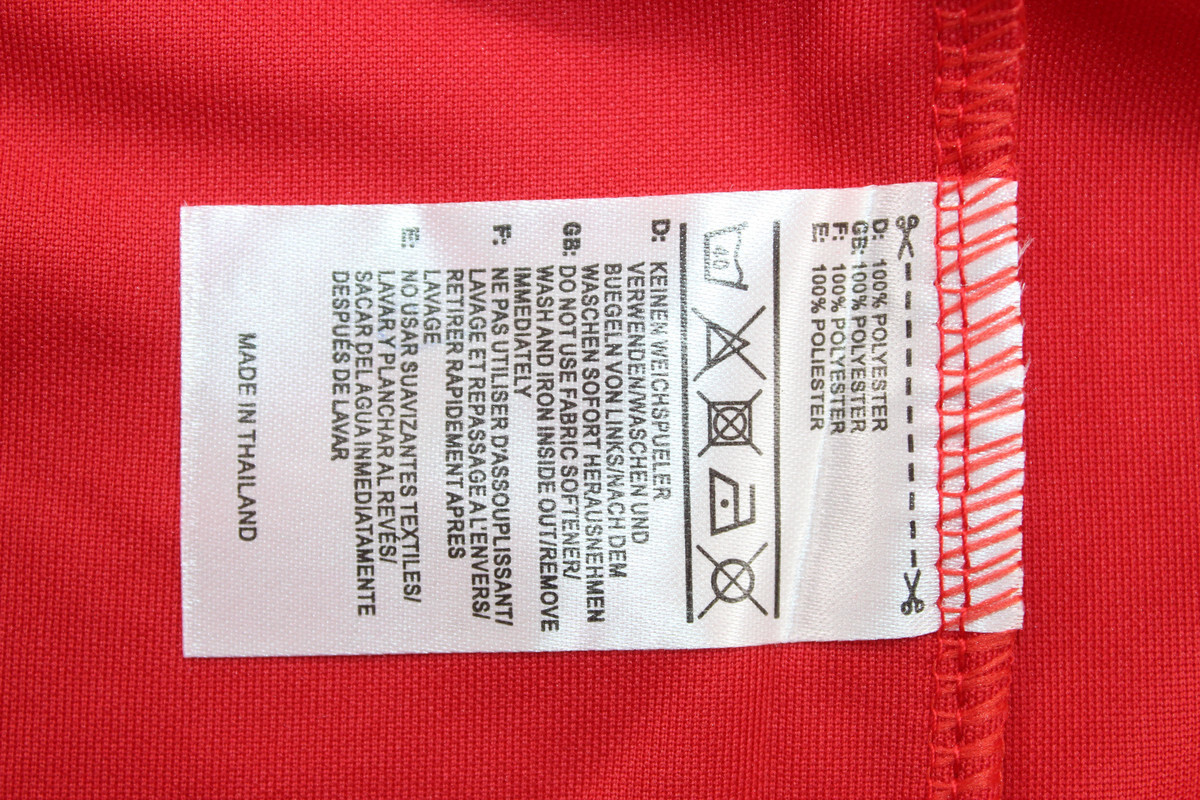 D: 100% POLYESTER
GB: 100% POLYESTER
F: 100% POLYESTER
E: 100% POLIESTER
40
D: KEINEN WEICHSPUELER
VERWENDEN/WASCHEN UND
BUEGELN VON LINKS/NACH DEM
WASCHEN SOFORT HERAUSNEHMEN
GB: DO NOT USE FABRIC SOFTENER/
WASH AND IRON INSIDE OUT/REMOVE
IMMEDIATELY
F: NE PAS UTILISER D'ASSOUPLISSANT/
LAVAGE ET REPASSAGE A L'ENVERS/
RETIRER RAPIDEMENT APRES
LAVAGE
E: NO USAR SUAVIZANTES TEXTILES/
LAVAR Y PLANCHAR AL REVÉS/
SACAR DEL AGUA INMEDIATAMENTE
DESPUÉS DE LAVAR
MADE IN THAILAND